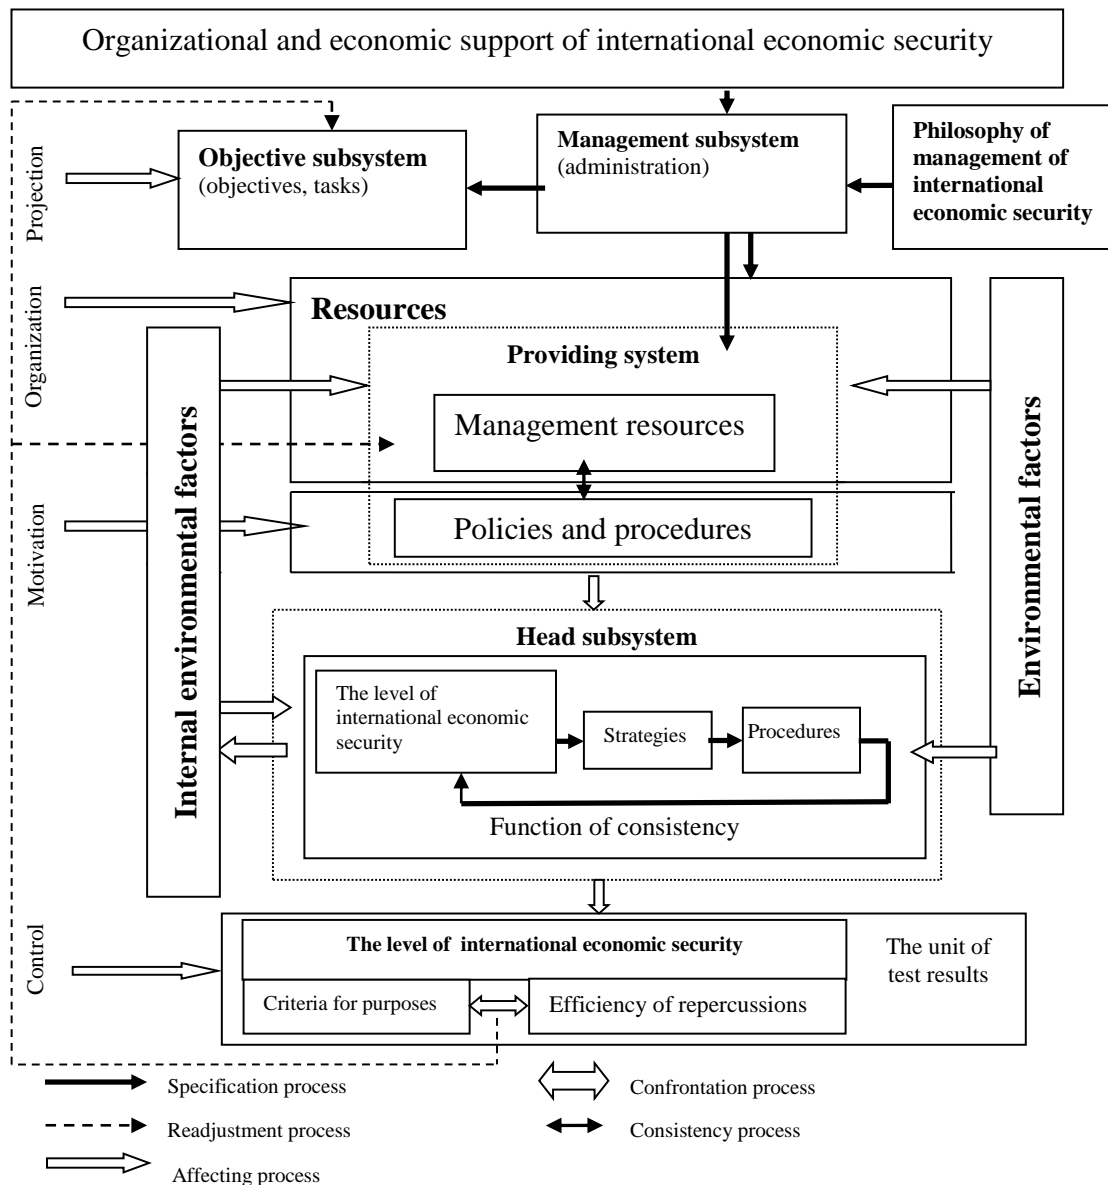 Organizational and economic support of international economic security
Projection
Objective subsystem
(objectives, tasks)
Management subsystem
(administration)
Philosophy of
management of
international
economic security
Organization
Resources
Providing system
Management resources
Internal environmental factors
Environmental factors
Motivation
Policies and procedures
Head subsystem
The level of
international economic
security
Strategies
Procedures
Function of consistency
Control
The level of international economic security
The unit of
test results
Criteria for purposes
Efficiency of repercussions
Specification process
Confrontation process
Readjustment process
Consistency process
Affecting process